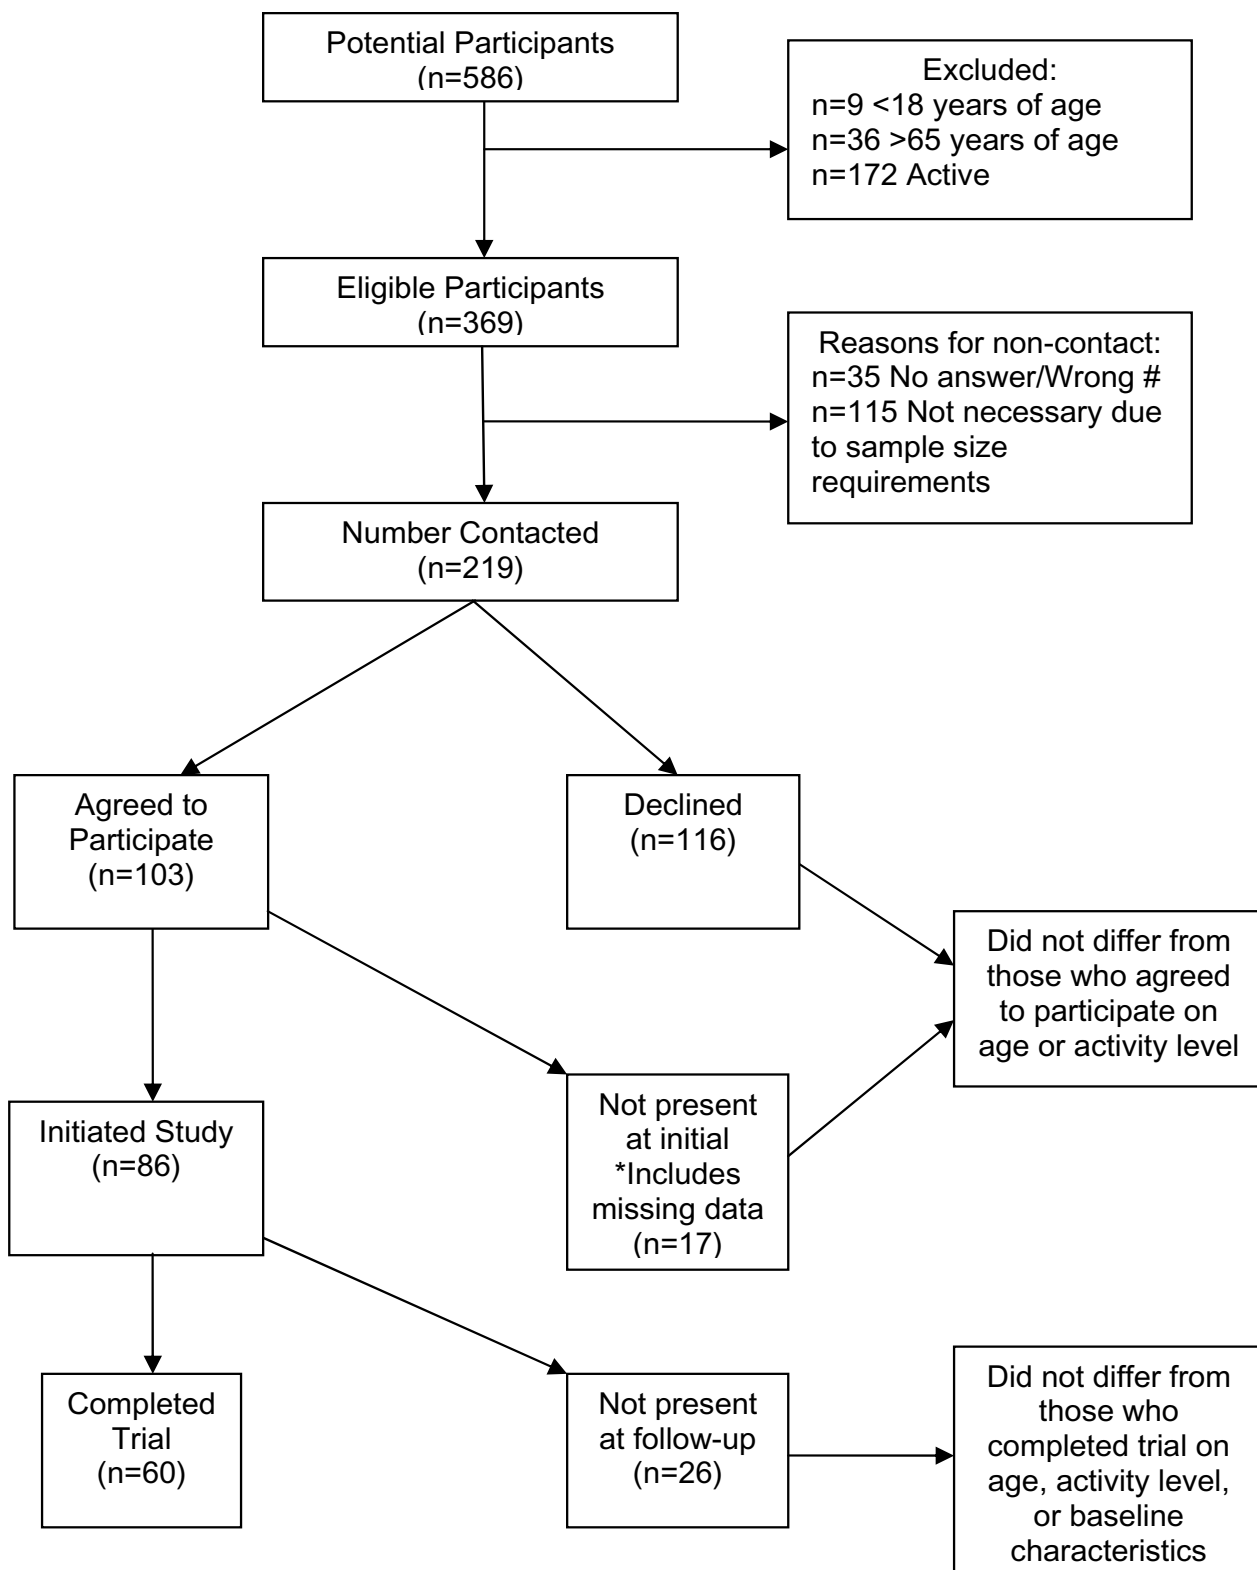 Potential Participants
(n=586)
Excluded:
n=9 <18 years of age
n=36 >65 years of age
n=172 Active
Eligible Participants
(n=369)
Reasons for non-contact:
n=35 No answer/Wrong #
n=115 Not necessary due
to sample size
requirements
Number Contacted
(n=219)
Agreed to
Participate
(n=103)
Declined
(n=116)
Did not differ from
those who agreed
to participate on
age or activity level
Initiated Study
(n=86)
Not present
at initial
*Includes
missing data
(n=17)
Completed
Trial
(n=60)
Not present
at follow-up
(n=26)
Did not differ from
those who
completed trial on
age, activity level,
or baseline
characteristics